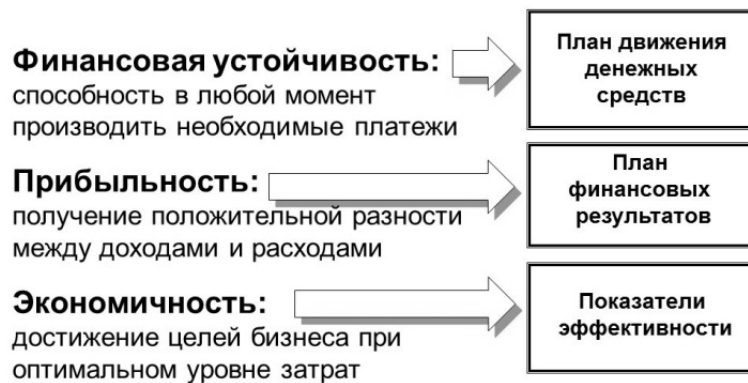 Финансовая устойчивость:
способность в любой момент
производить необходимые платежи
План движения
денежных
средств
Прибыльность:
получение положительной разности
между доходами и расходами
План
финансовых
результатов
Экономичность:
достижение целей бизнеса при
оптимальном уровне затрат
Показатели
эффективности